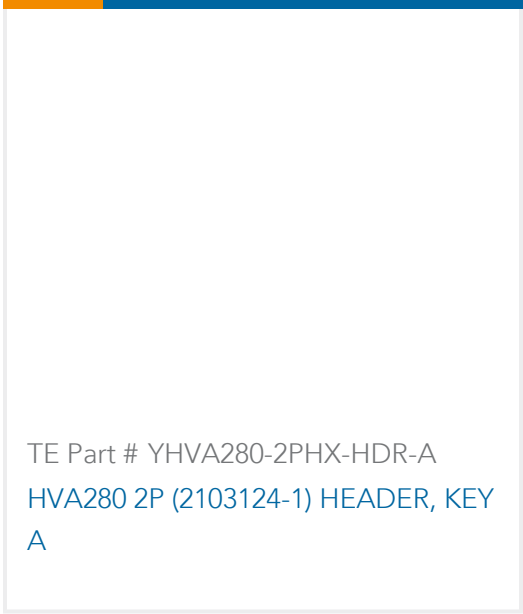 TE Part # YHVA280-2PHX-HDR-A
HVA280 2P (2103124-1) HEADER, KEY
A